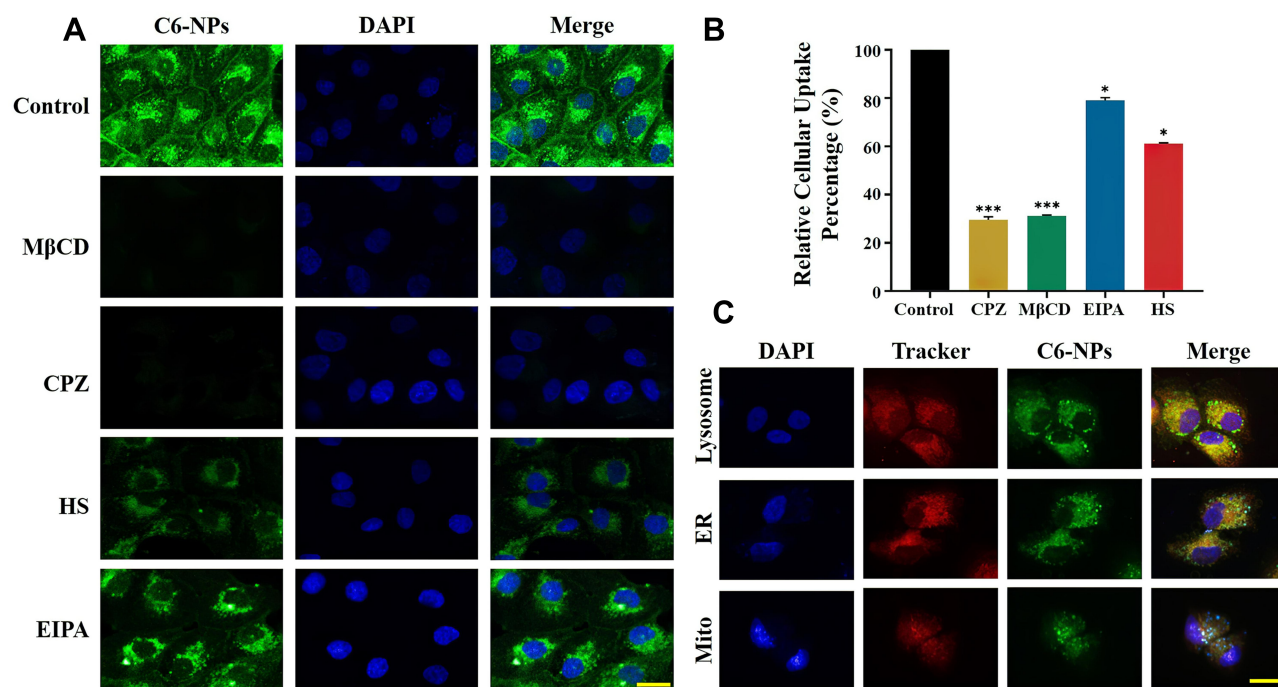 A
C6-NPs DAPI Merge
Control
MβCD
CPZ
HS
EIPA
B
Relative Cellular Uptake
Percentage (%)
100
80
60
40
20
0
***
***
*
*
Control CPZ MβCD EIPA HS
C
DAPI Tracker C6-NPs Merge
Lysosome
ER
Mito